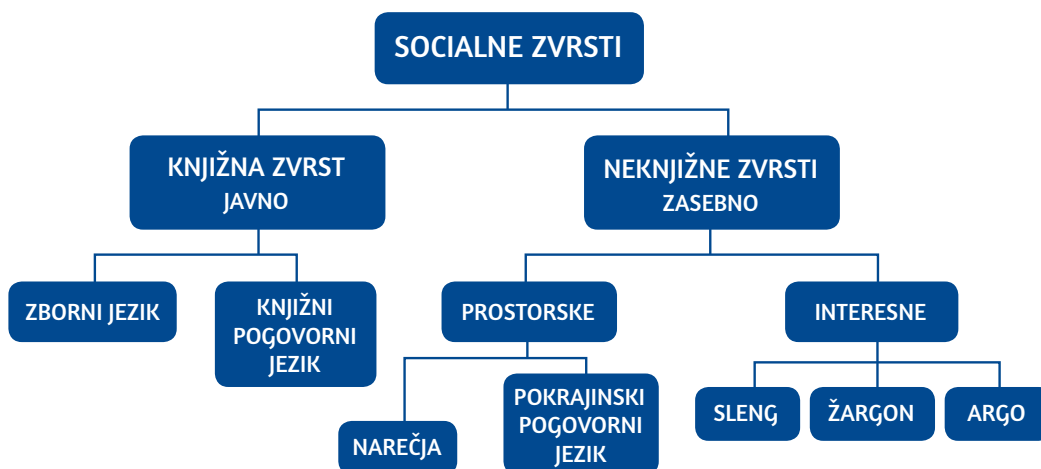 SOCIALNE ZVRSTI
KNJIŽNA ZVRST
JAVNO
NEKNJIŽNE ZVRSTI
ZASEBNO
ZBORNI JEZIK
KNJIŽNI
POGOVORNI
JEZIK
PROSTORSKE
INTERESNE
NAREČJA
POKRAJINSKI
POGOVORNI
JEZIK
SLENG
ŽARGON
ARGO